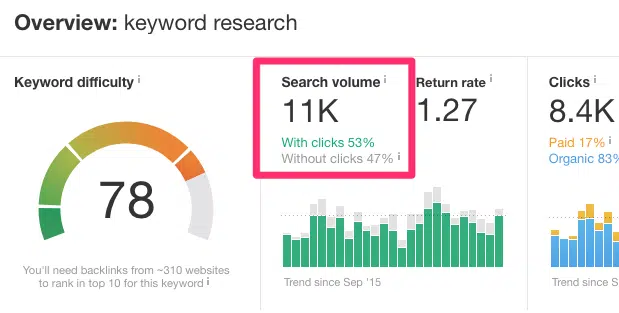 Overview: keyword research
Keyword difficulty i
78
You'll need backlinks from ~310 websites
to rank in top 10 for this keyword i
Search volume i
11K
With clicks 53%
Without clicks 47% i
Trend since Sep '15
Return rate i
1.27
Clicks i
8.4K
Paid 17% i
Organic 83%
Trend since